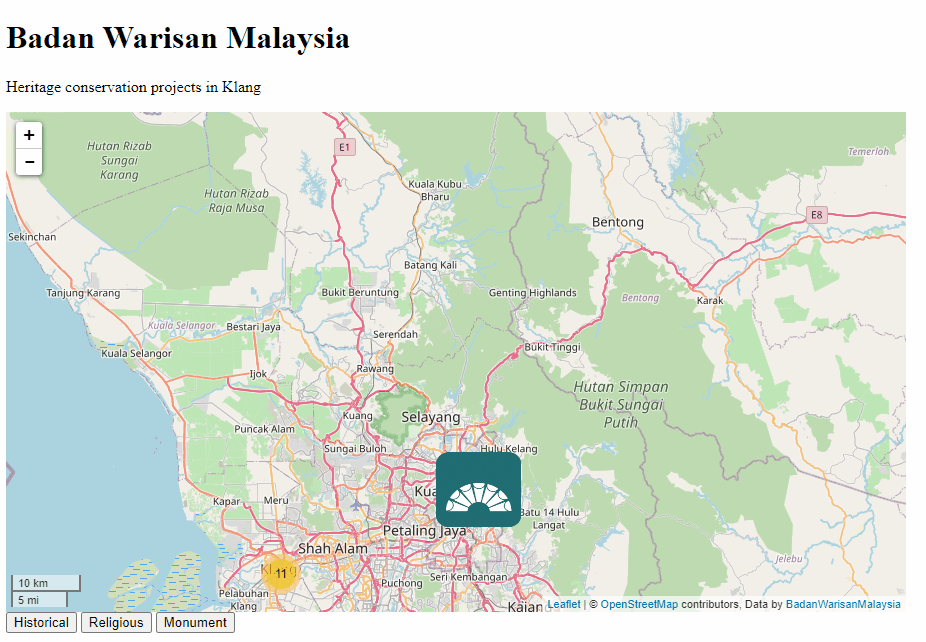 Badan Warisan Malaysia
Heritage conservation projects in Klang
+
−
E1
Hutan Rizab
Sungai
Karang
Temerloh
Kuala Kubu
Bharu
Hutan Rizab
Raja Musa
E8
Bentong
Sekinchan
Batang Kali
Tanjung Karang
Bukit Beruntung
Genting Highlands
Bentong
Karak
Kuala Selangor
Bestari Jaya
Serendah
Kuala Selangor
Bukit Tinggi
Rawang
Ijok
Hutan Simpan
Bukit Sungai
Putih
Kuang
Selayang
Puncak Alam
Sungai Buloh
Hulu Kelang
Kapar
Meru
Kua
Batu 14 Hulu
Langat
Petaling Jaya
Shah Alam
Jelebu
11
Puchong
Seri Kembangan
10 km
5 mi
Pelabuhan
Klang
Kajan
Leaflet | © OpenStreetMap contributors, Data by BadanWarisanMalaysia
Historical
Religious
Monument